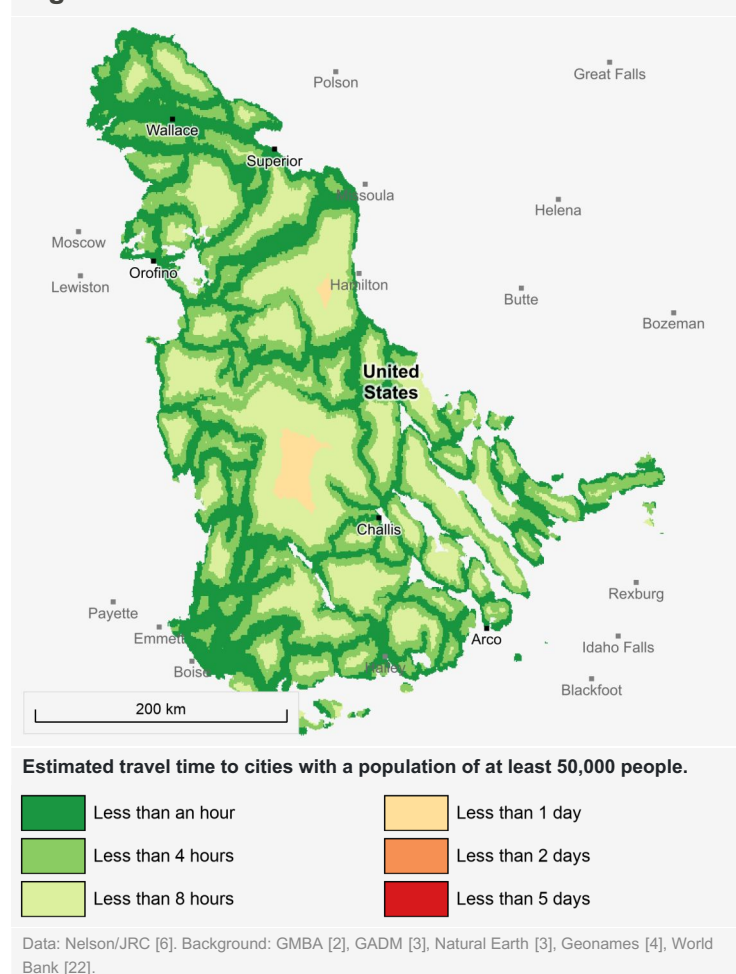 Polson
Great Falls
Wallace
Superior
Helena
Moscow
Orofino
Lewiston
Hamilton
Butte
Bozeman
United
States
Challis
Rexburg
Payette
Arco
Idaho Falls
Boise
Blackfoot
200 km
Estimated travel time to cities with a population of at least 50,000 people.
Less than an hour
Less than 1 day
Less than 4 hours
Less than 2 days
Less than 8 hours
Less than 5 days
Data: Nelson/JRC [6]. Background: GMBA [2], GADM [3], Natural Earth [3], Geonames [4], World
Bank [22].